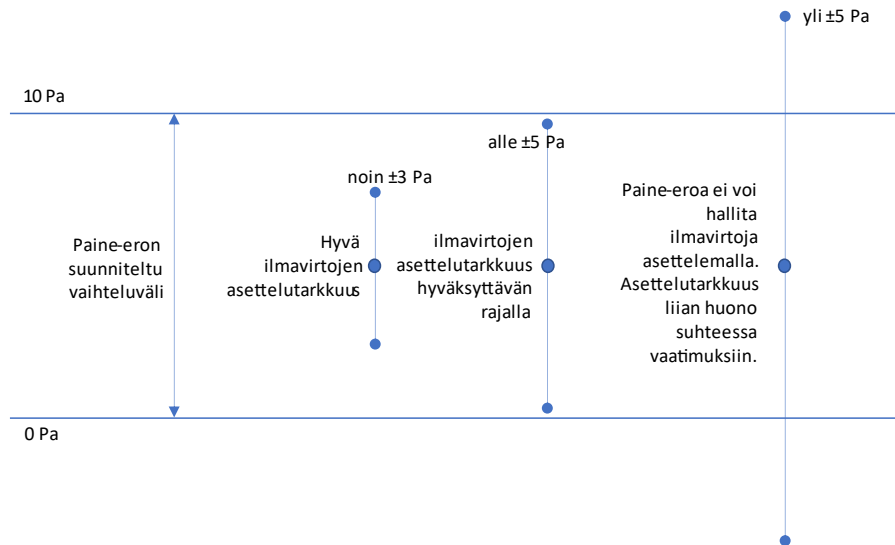 yli ±5 Pa
10 Pa
alle ±5 Pa
noin ±3 Pa
Paine-eron
suunniteltu
vaihteluväli
Hyvä
ilmavirtojen
asettelutarkkuus
ilmavirtojen
asettelutarkkuus
hyväksyttävän
rajalla
Paine-eroa ei voi
hallita
ilmavirtoja
asettelemalla.
Asettelutarkkuus
liian huono
suhteessa
vaatimuksiin.
0 Pa